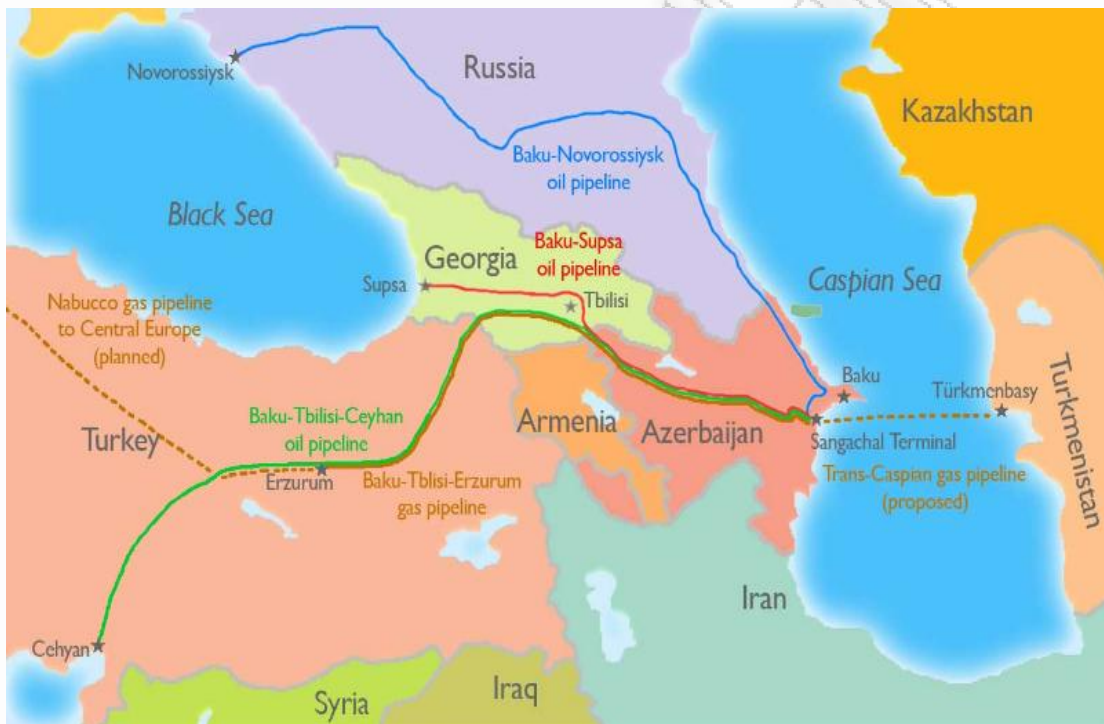 Novorossiysk
Russia
Kazakhstan
Baku-Novorossiysk
oil pipeline
Black Sea
Georgia
Baku-Supsa
oil pipeline
Supsa
Tbilisi
Caspian Sea
Nabucco gas pipeline
to Central Europe
(planned)
Baku
Türkmenbasy
Turkmenistan
Armenia
Azerbaijan
Sangachal Terminal
Baku-Tbilisi-Ceyhan
oil pipeline
Turkey
Erzurum
Baku-Tblisi-Erzurum
gas pipeline
Trans-Caspian gas pipeline
(proposed)
Iran
Cehyan
Syria
Iraq